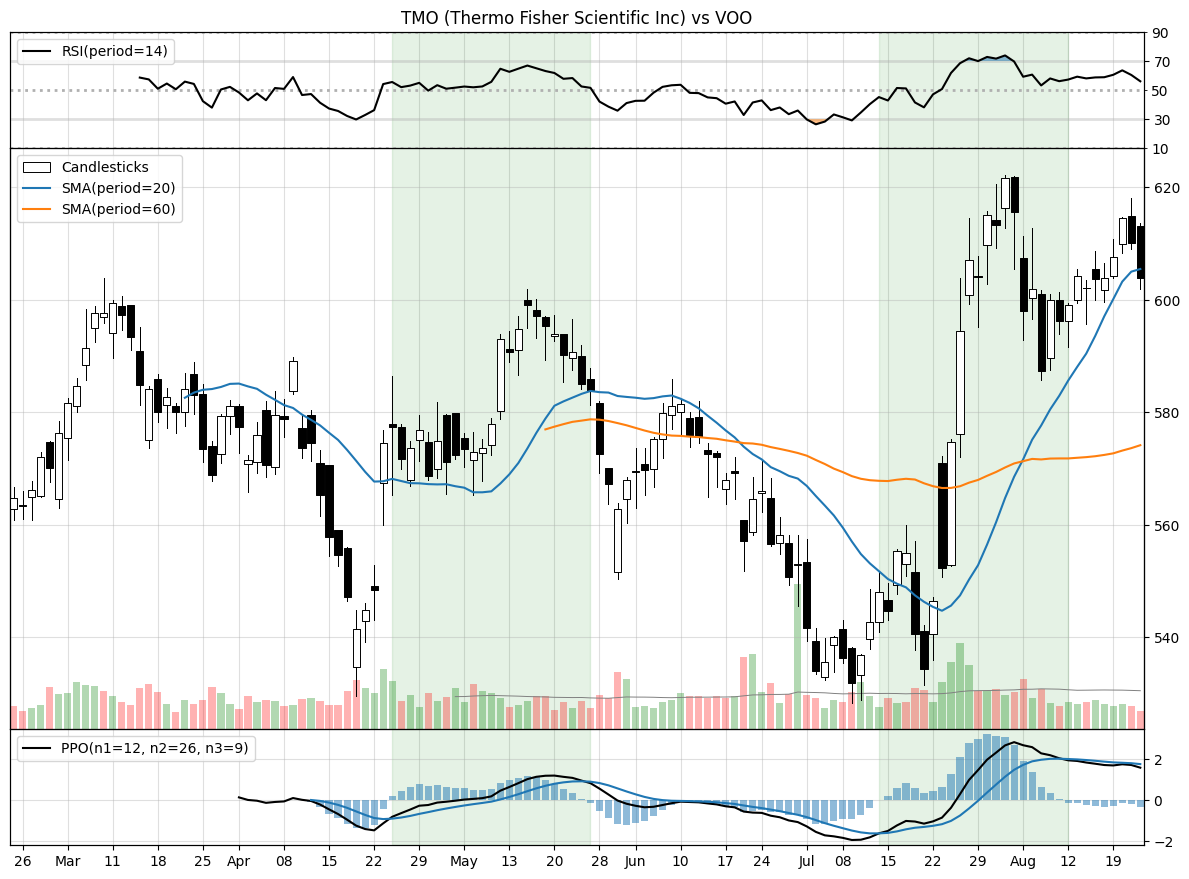 TMO (Thermo Fisher Scientific Inc) vs VOO
RSI(period=14)
90
70
50
30
10
Candlesticks
SMA(period=20)
SMA(period=60)
620
600
580
560
540
PPO(n1=12, n2=26, n3=9)
2
0
−2
26 Mar 11 18 25 Apr 08 15 22 29 May 13 20 28 Jun 10 17 24 Jul 08 15 22 29 Aug 12 19